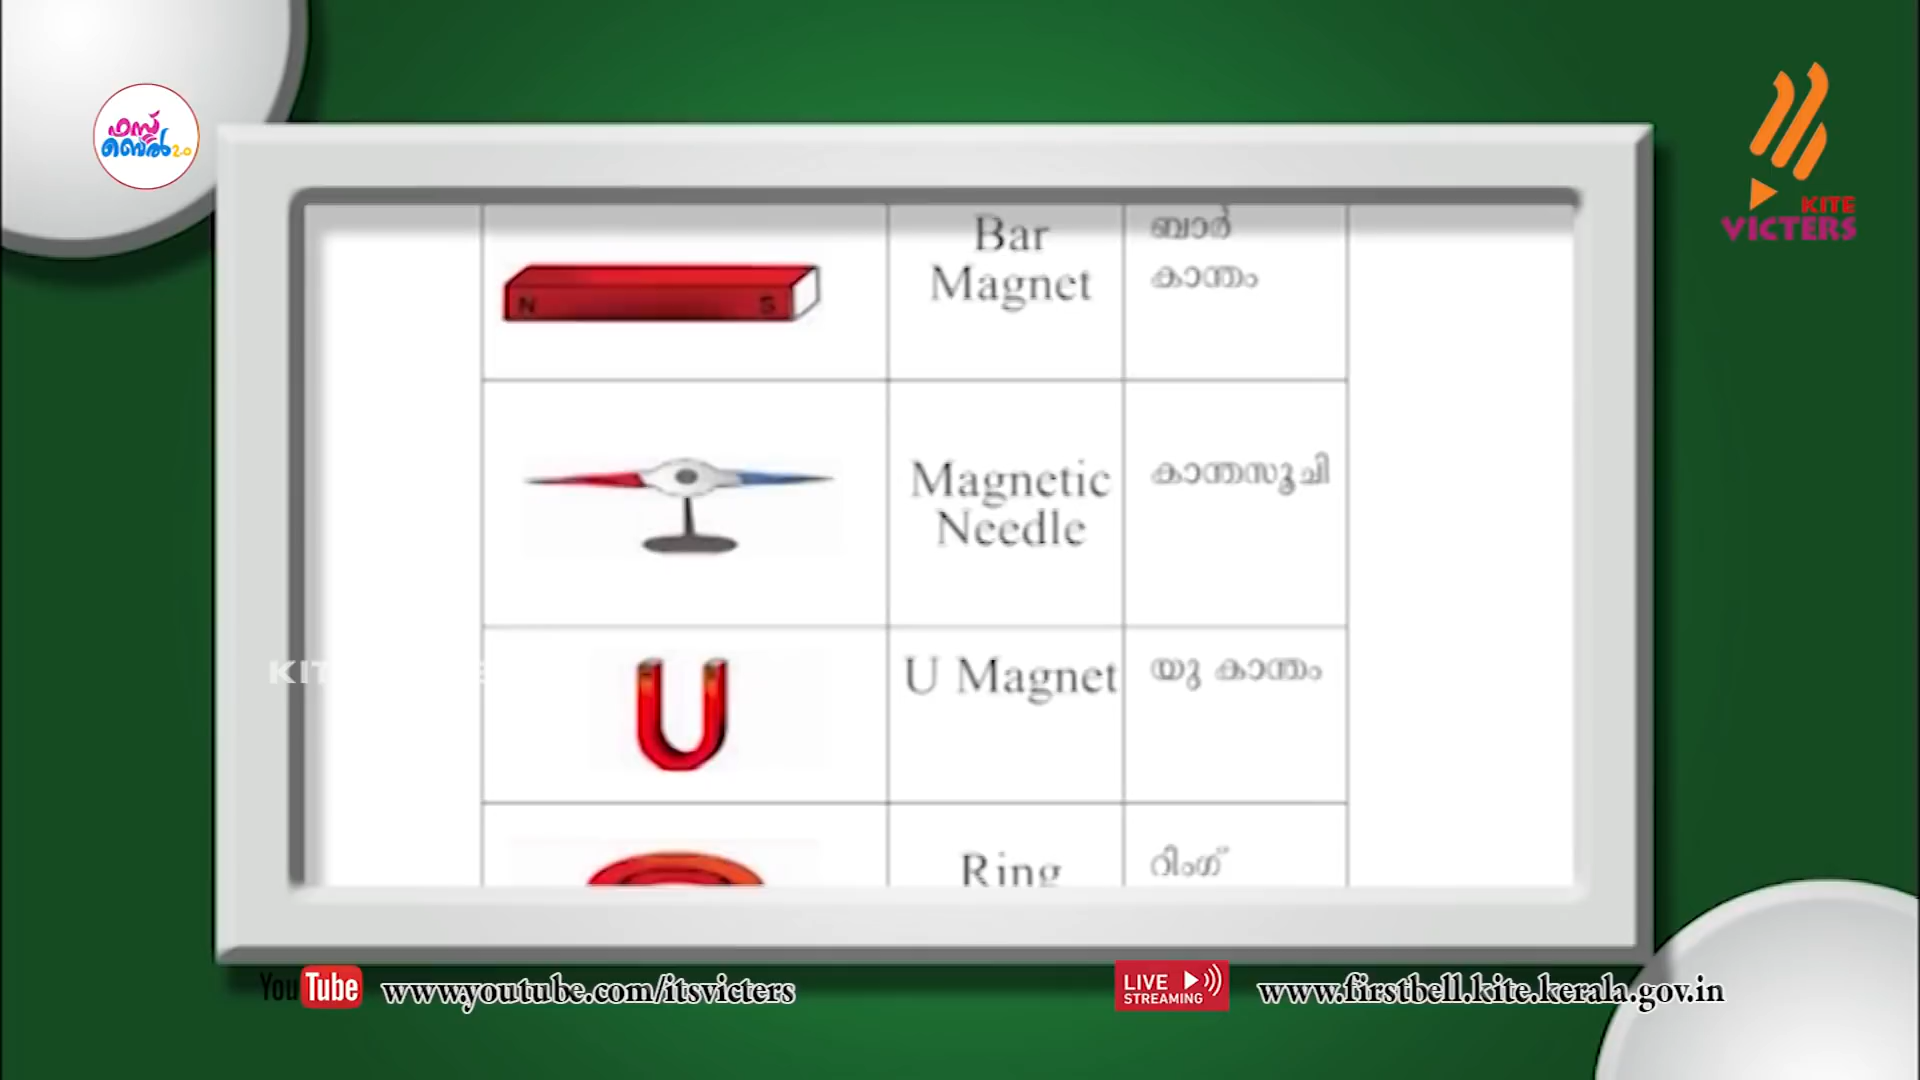 ഫസ്റ്റ്
ബെൽ 2.0
KITE
VICTERS
Bar
Magnet
ബാർ
കാന്തം
N
S
Magnetic
Needle
കാന്തസൂചി
U Magnet
യു കാന്തം
Ring
റിംഗ്
YouTube
www.youtube.com/itsvicters
LIVE
STREAMING
www.firstbell.kite.kerala.gov.in